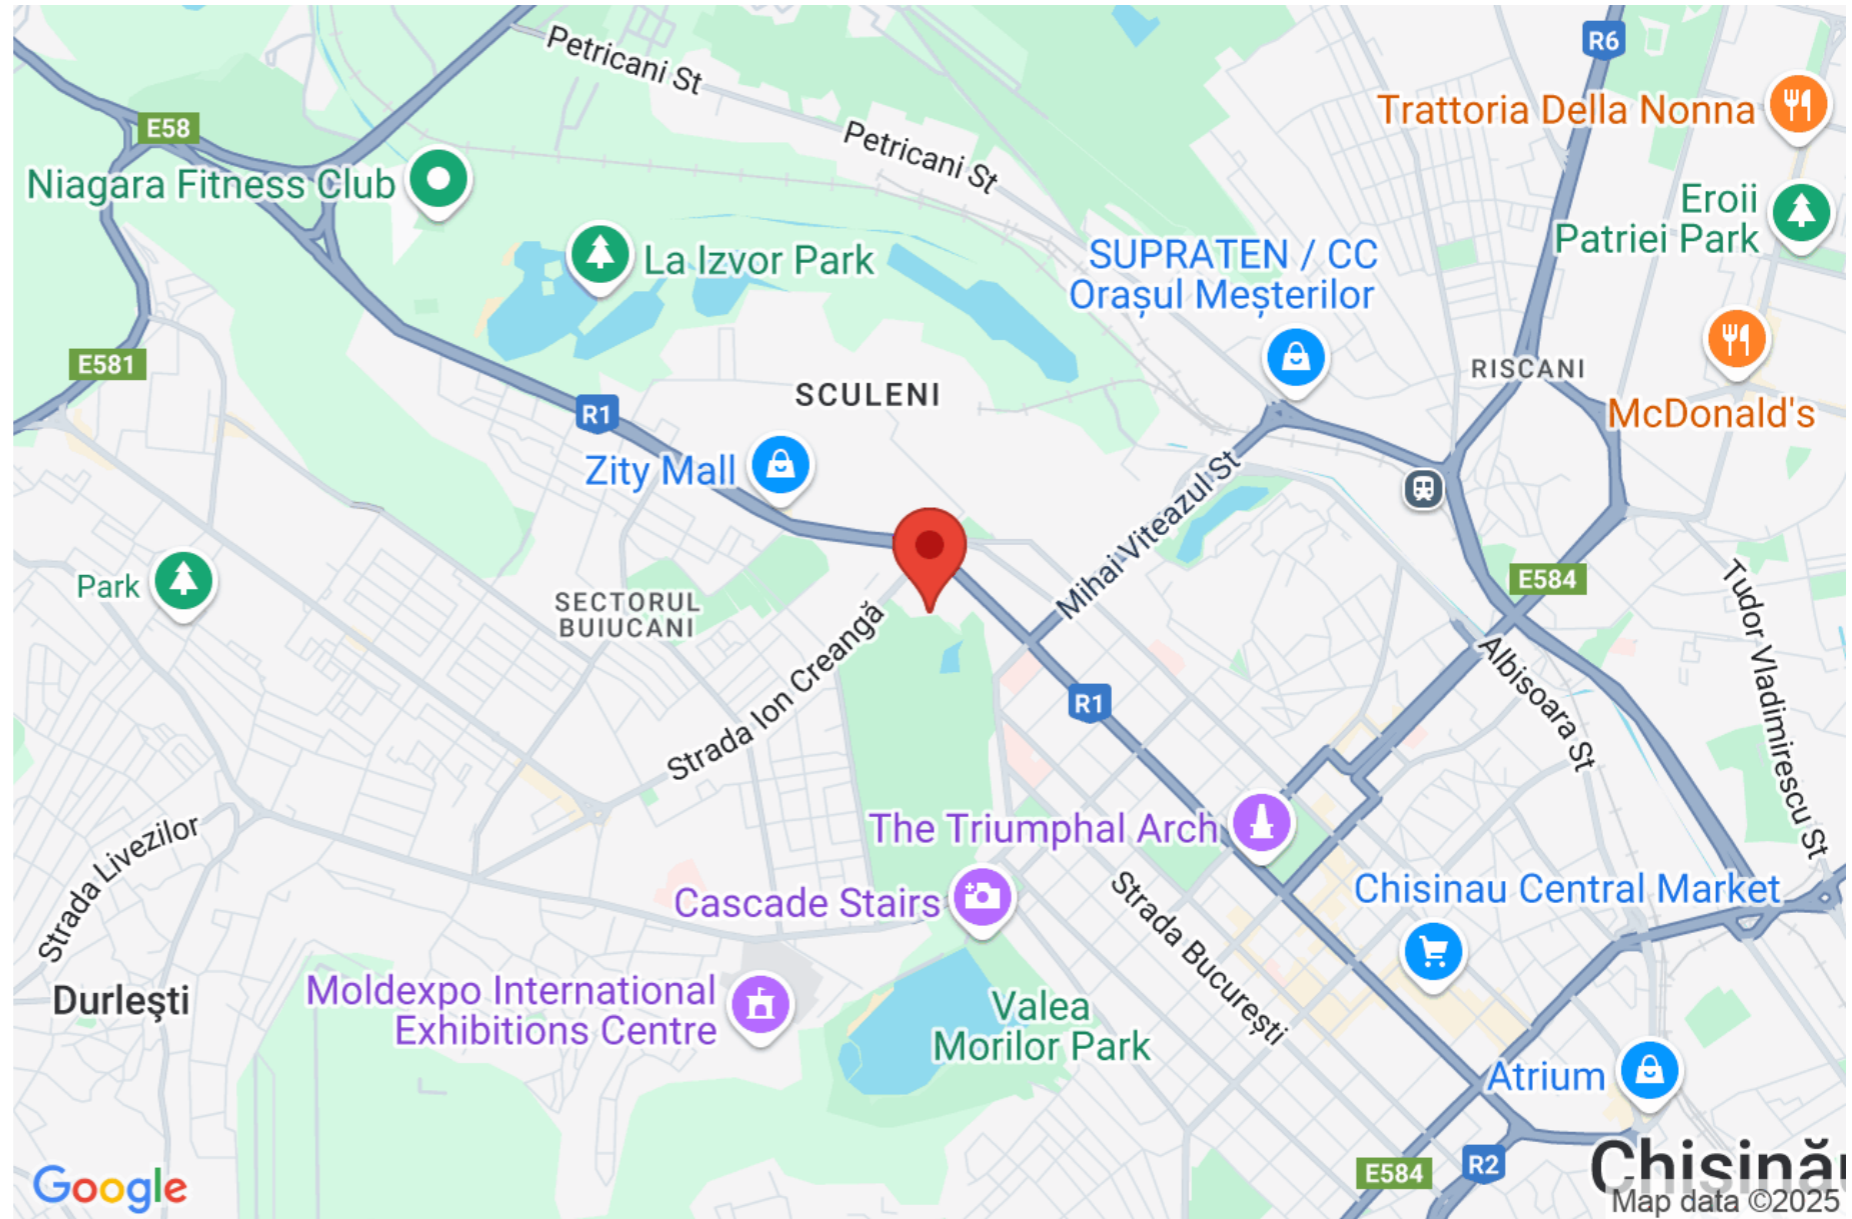 Petricani St
R6
Trattoria Della Nonna
E58
Petricani St
Niagara Fitness Club
Eroii
Patriei Park
La Izvor Park
SUPRATEN / CC
Orașul Meșterilor
E581
SCULENI
RISCANI
R1
McDonald's
Zity Mall
Mihai Viteazul St
Park
SECTORUL
BUIUCANI
E584
Tudor Vladimirescu St
Strada Ion Creangă
Albisoara St
R1
The Triumphal Arch
Strada Livezilor
Cascade Stairs
Strada București
Chisinau Central Market
Durleşti
Moldexpo International
Exhibitions Centre
Valea
Morilor Park
Atrium
E584
R2
Google
Map data ©2025